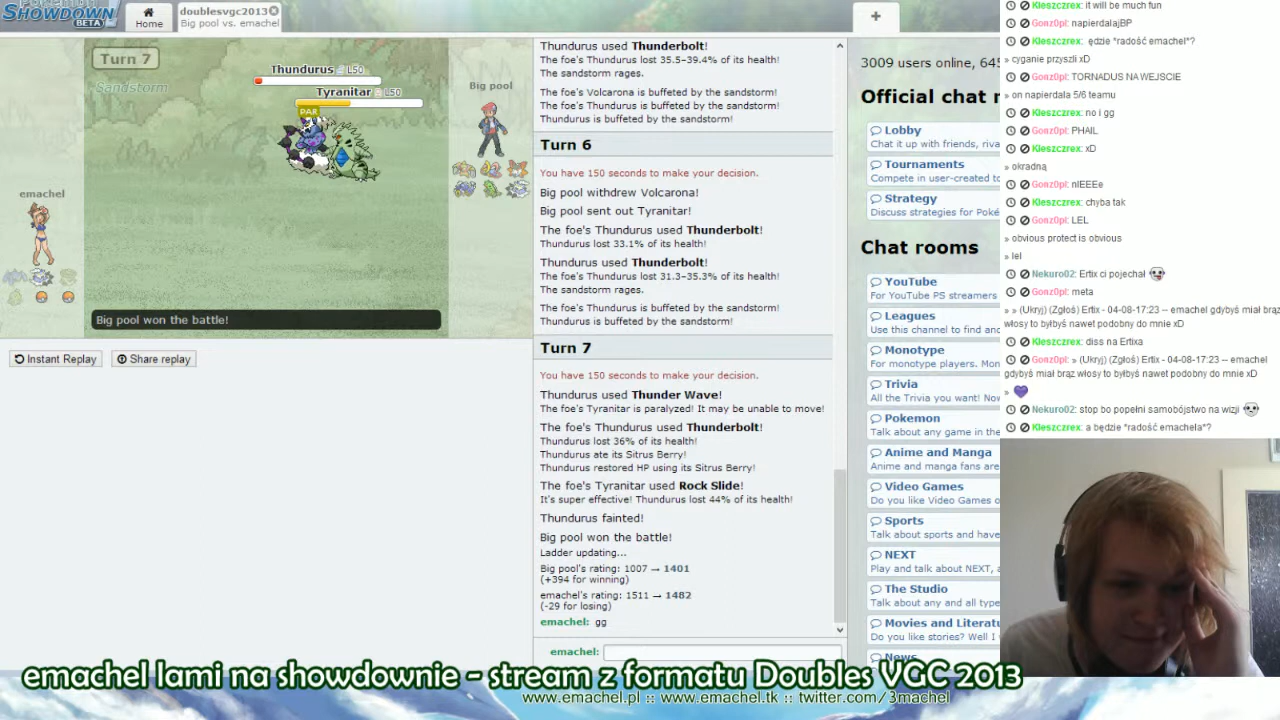 SHOWDOWN
BETA
Home
doublesvgc2013
Big pool vs. emachel
+
Turn 7
Sandstorm
Thundurus L50
Tyranitar L50
PAR
Big pool
emachel
Big pool won the battle!
Instant Replay
Share replay
Thundurus used Thunderbolt!
The foe's Thundurus lost 35.5–39.4% of its health!
The sandstorm rages.
The foe's Volcarona is buffeted by the sandstorm!
The foe's Thundurus is buffeted by the sandstorm!
Thundurus is buffeted by the sandstorm!
Turn 6
You have 150 seconds to make your decision.
Big pool withdrew Volcarona!
Big pool sent out Tyranitar!
The foe's Thundurus used Thunderbolt!
Thundurus lost 33.1% of its health!
Thundurus used Thunderbolt!
The foe's Thundurus lost 31.3–35.3% of its health!
The sandstorm rages.
The foe's Thundurus is buffeted by the sandstorm!
Thundurus is buffeted by the sandstorm!
Turn 7
You have 150 seconds to make your decision.
Thundurus used Thunder Wave!
The foe's Tyranitar is paralyzed! It may be unable to move!
The foe's Thundurus used Thunderbolt!
Thundurus lost 36% of its health!
Thundurus ate its Sitrus Berry!
Thundurus restored HP using its Sitrus Berry!
The foe's Tyranitar used Rock Slide!
It's super effective! Thundurus lost 44% of its health!
Thundurus fainted!
Big pool won the battle!
Ladder updating...
Big pool's rating: 1007 → 1401
(+394 for winning)
emachel's rating: 1511 → 1482
(-29 for losing)
emachel: gg
emachel:
3009 users online, 645
Official chat r
Lobby
Chat it up with friends, riva
Tournaments
Compete in user-created to
Strategy
Discuss strategies for Poké
Chat rooms
YouTube
For YouTube PS streamers
Leagues
Use this channel to find and
Monotype
For monotype players. Mon
Trivia
All the Trivia you want! Now
Pokemon
Talk about any game in the
Anime and Manga
Anime and manga fans are
Video Games
Do you like Video Games o
Sports
Talk about sports and have
NEXT
Play and talk about NEXT, a
The Studio
Talk about any and all type
Movies and Literatu
Do you like stories? Well I
News
Kleszczrex: it will be much fun
Gonz0pl: napierdalajBP
Kleszczrex: ędzie *radość emachel*?
» cyganie przyszli xD
Gonz0pl: TORNADUS NA WEJSCIE
» on napierdala 5/6 teamu
Kleszczrex: no i gg
Gonz0pl: PHAIL
Kleszczrex: xD
» okradną
Gonz0pl: nIEEEe
Kleszczrex: chyba tak
Gonz0pl: LEL
» obvious protect is obvious
» lel
Nekuro02: Ertix ci pojechał
Gonz0pl: meta
» » (Ukryj) (Zgłoś) Ertix - 04-08-17:23 -- emachel gdybyś miał brąz
włosy to byłbyś nawet podobny do mnie xD
Kleszczrex: diss na Ertixa
Gonz0pl: » (Ukryj) (Zgłoś) Ertix - 04-08-17:23 -- emachel
gdybyś miał brąz włosy to byłbyś nawet podobny do mnie xD
»
Nekuro02: stop bo popełni samobójstwo na wizji
Kleszczrex: a będzie *radość emachela*?
emachel lami na showdownie - stream z formatu Doubles VGC 2013
www.emachel.pl :: www.emachel.tk :: twitter.com/3machel